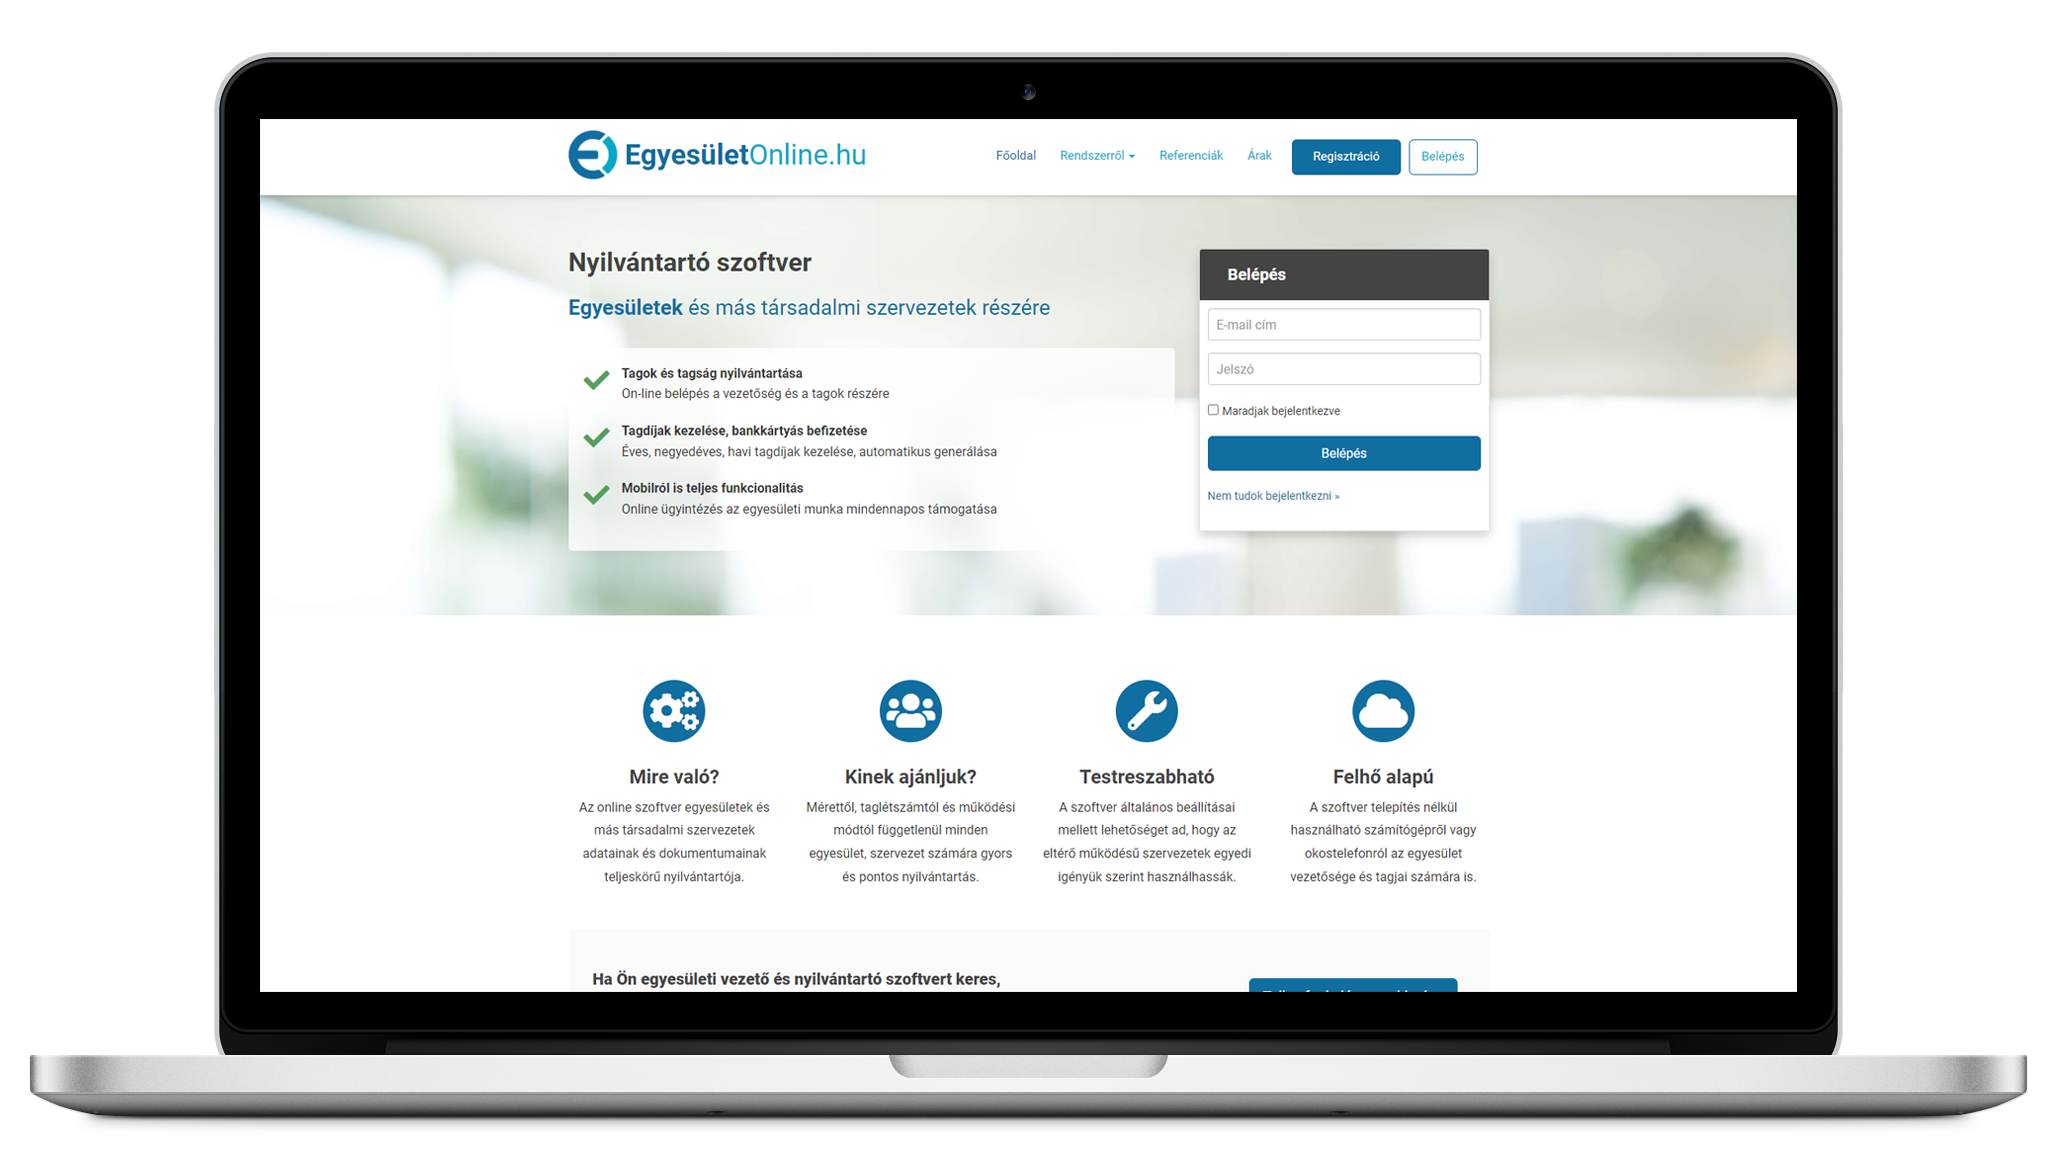 EgyesületOnline.hu
Főoldal Rendszerről Referenciák Árak Regisztráció Belépés
Nyilvántartó szoftver
Egyesületek és más társadalmi szervezetek részére
Tagok és tagság nyilvántartása
On-line belépés a vezetőség és a tagok részére
Tagdíjak kezelése, bankkártyás befizetése
Éves, negyedéves, havi tagdíjak kezelése, automatikus generálása
Mobilról is teljes funkcionalitás
Online ügyintézés az egyesületi munka mindennapos támogatása
Belépés
E-mail cím
Jelszó
Maradjak bejelentkezve
Belépés
Nem tudok bejelentkezni »
Mire való?
Az online szoftver egyesületek és
más társadalmi szervezetek
adatainak és dokumentumainak
teljeskörű nyilvántartója.
Kinek ajánljuk?
Mérettől, taglétszámtól és működési
módtól függetlenül minden
egyesület, szervezet számára gyors
és pontos nyilvántartás.
Testreszabható
A szoftver általános beállításai
mellett lehetőséget ad, hogy az
eltérő működésű szervezetek egyedi
igényük szerint használhassák.
Felhő alapú
A szoftver telepítés nélkül
használható számítógépről vagy
okostelefonról az egyesület
vezetősége és tagjai számára is.
Ha Ön egyesületi vezető és nyilvántartó szoftvert keres,